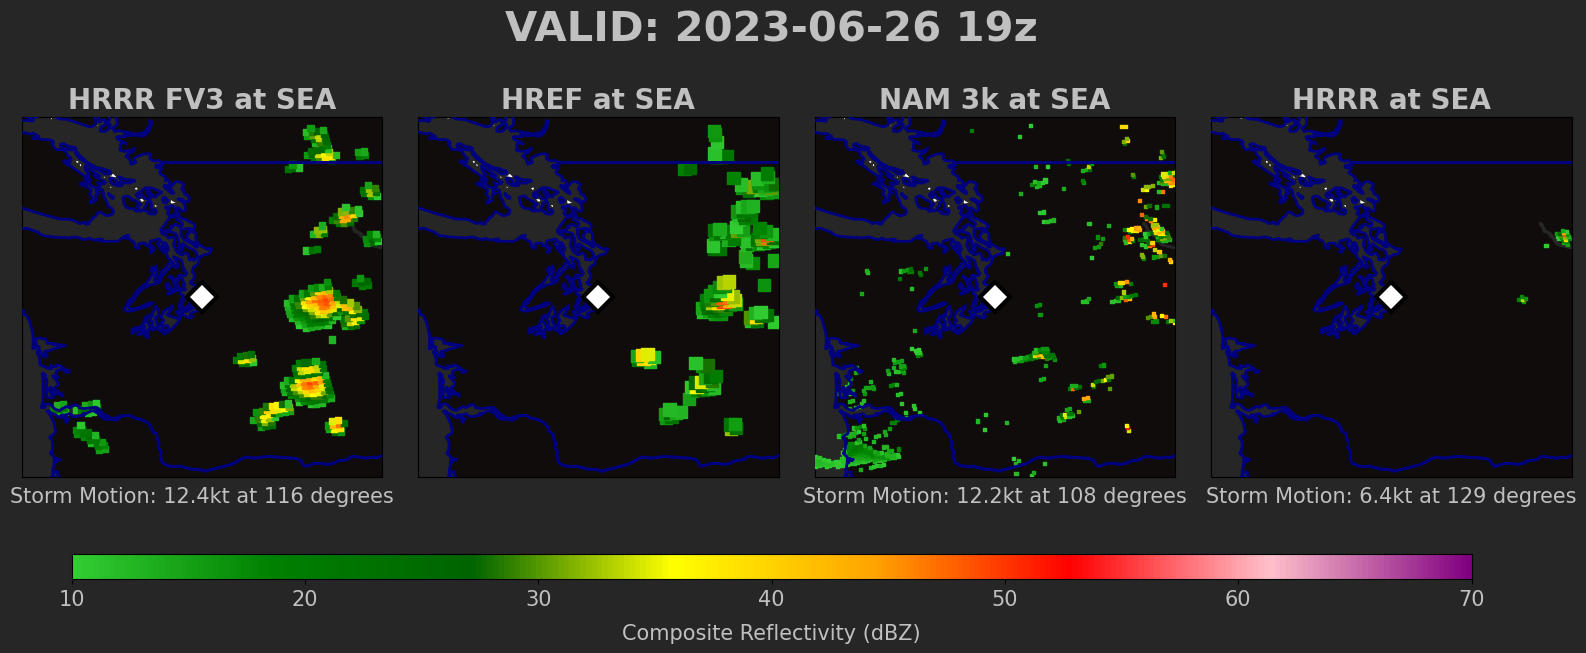 VALID: 2023-06-26 19z
HRRR FV3 at SEA
HREF at SEA
NAM 3k at SEA
HRRR at SEA
Storm Motion: 12.4kt at 116 degrees
Storm Motion: 12.2kt at 108 degrees
Storm Motion: 6.4kt at 129 degrees
10 20 30 40 50 60 70
Composite Reflectivity (dBZ)